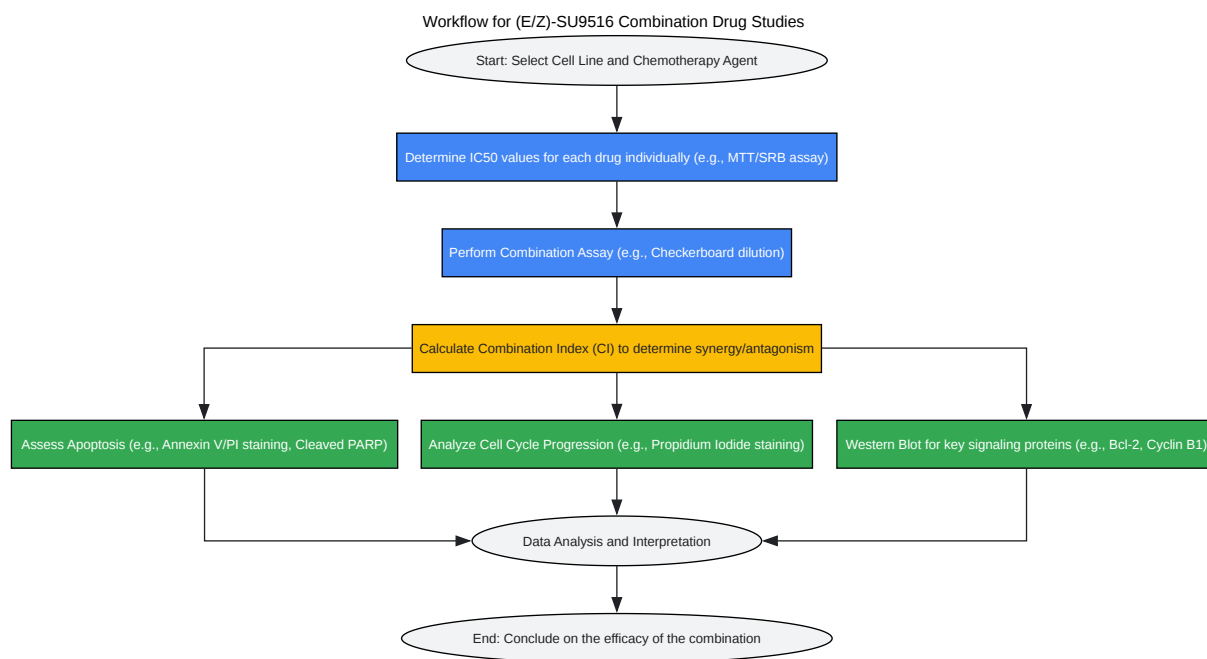 Workflow for (E/Z)-SU9516 Combination Drug Studies
Start: Select Cell Line and Chemotherapy Agent
Determine IC50 values for each drug individually (e.g., MTT/SRB assay)
Perform Combination Assay (e.g., Checkerboard dilution)
Calculate Combination Index (CI) to determine synergy/antagonism
Assess Apoptosis (e.g., Annexin V/PI staining, Cleaved PARP)
Analyze Cell Cycle Progression (e.g., Propidium Iodide staining)
Western Blot for key signaling proteins (e.g., Bcl-2, Cyclin B1)
Data Analysis and Interpretation
End: Conclude on the efficacy of the combination